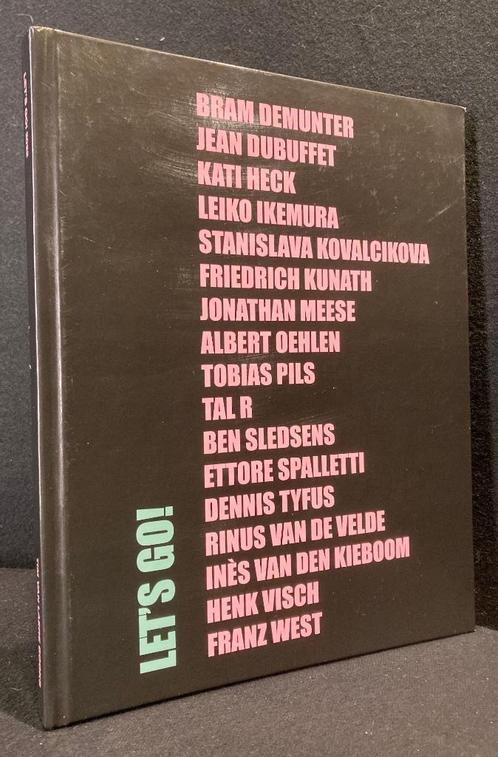 BRAM DEMUNTER
JEAN DUBUFFET
KATI HECK
LEIKO IKEMURA
STANISLAVA KOVALCIKOVA
FRIEDRICH KUNATH
JONATHAN MEESE
ALBERT OEHLEN
TOBIAS PILS
TAL R
BEN SLEDSENS
ETTORE SPALLETTI
DENNIS TYFUS
RINUS VAN DE VELDE
INÈS VAN DEN KIEBOOM
HENK VISCH
FRANZ WEST
LET'S GO!